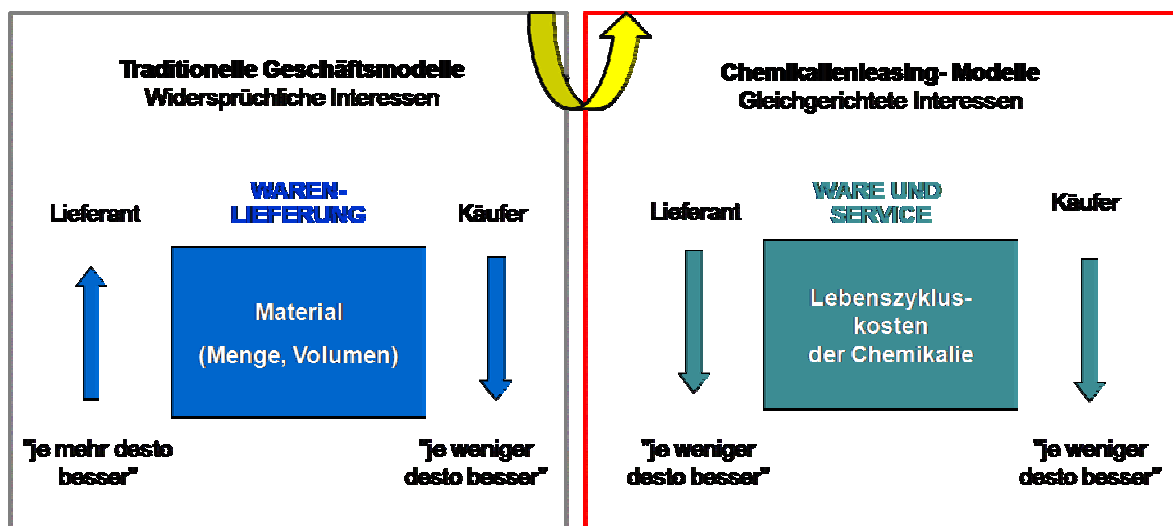 Traditionelle Geschäftsmodelle
Widersprüchliche Interessen
Lieferant
WAREN-
LIEFERUNG
Käufer
Material
(Menge, Volumen)
"je mehr desto
besser"
"je weniger
desto besser"
Chemikalienleasing- Modelle
Gleichgerichtete Interessen
Lieferant
WARE UND
SERVICE
Käufer
Lebenszyklus-
kosten
der Chemikalie
"je weniger
desto besser"
"je weniger
desto besser"